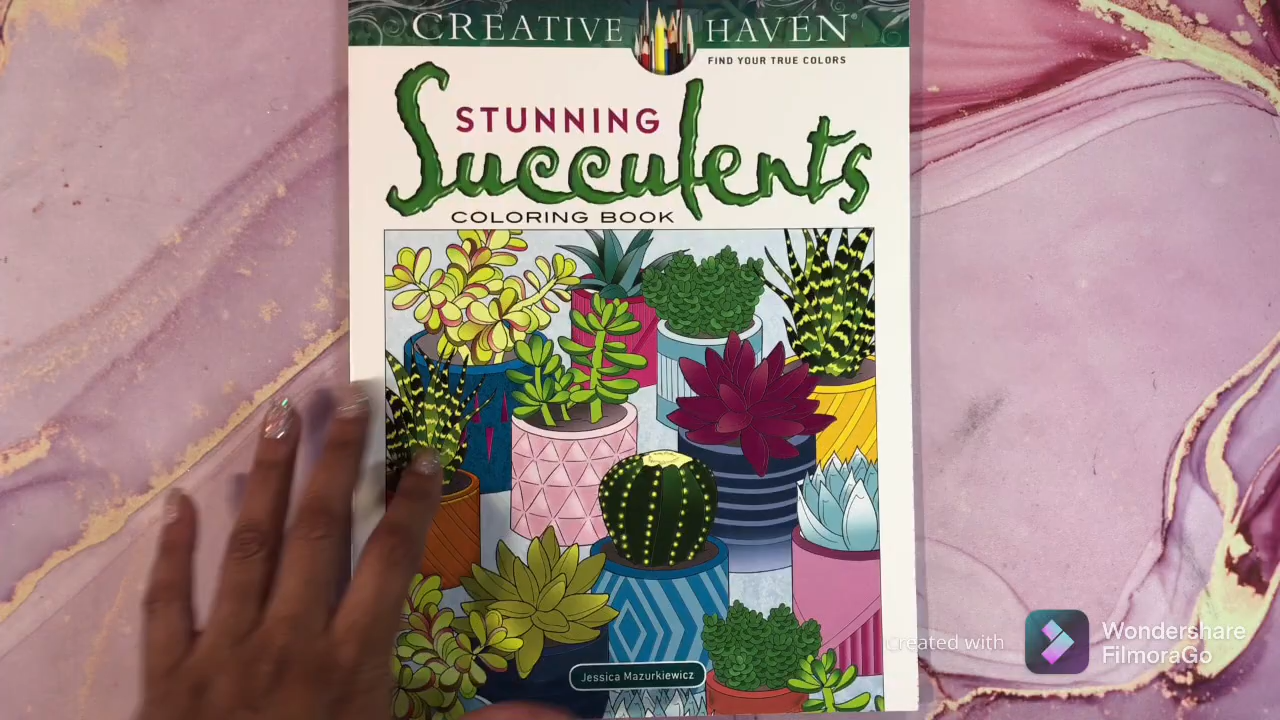 CREATIVE HAVEN®
FIND YOUR TRUE COLORS
STUNNING
Succulents
COLORING BOOK
Jessica Mazurkiewicz
Created with
Wondershare
FilmoraGo